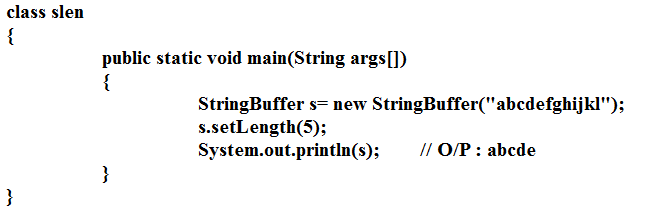 class slen
{
public static void main(String args[])
{
StringBuffer s= new StringBuffer("abcdefghijkl");
s.setLength(5);
System.out.println(s); // O/P : abcde
}
}